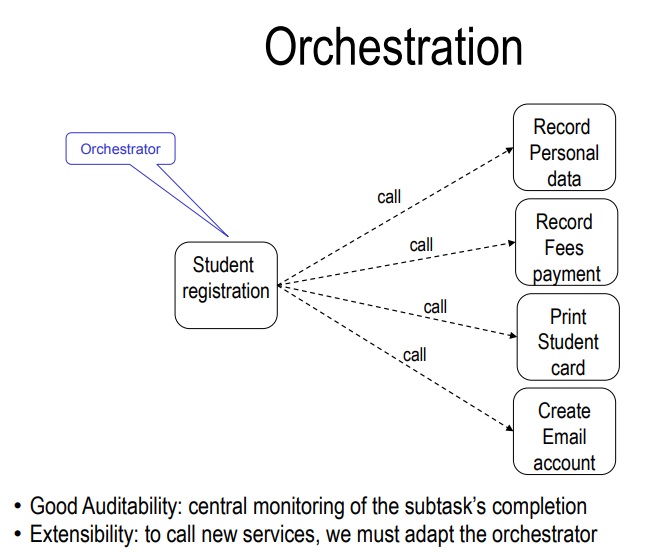 Orchestration
Orchestrator
Student
registration
call
call
call
call
Record
Personal
data
Record
Fees
payment
Print
Student
card
Create
Email
account
• Good Auditability: central monitoring of the subtask's completion
• Extensibility: to call new services, we must adapt the orchestrator